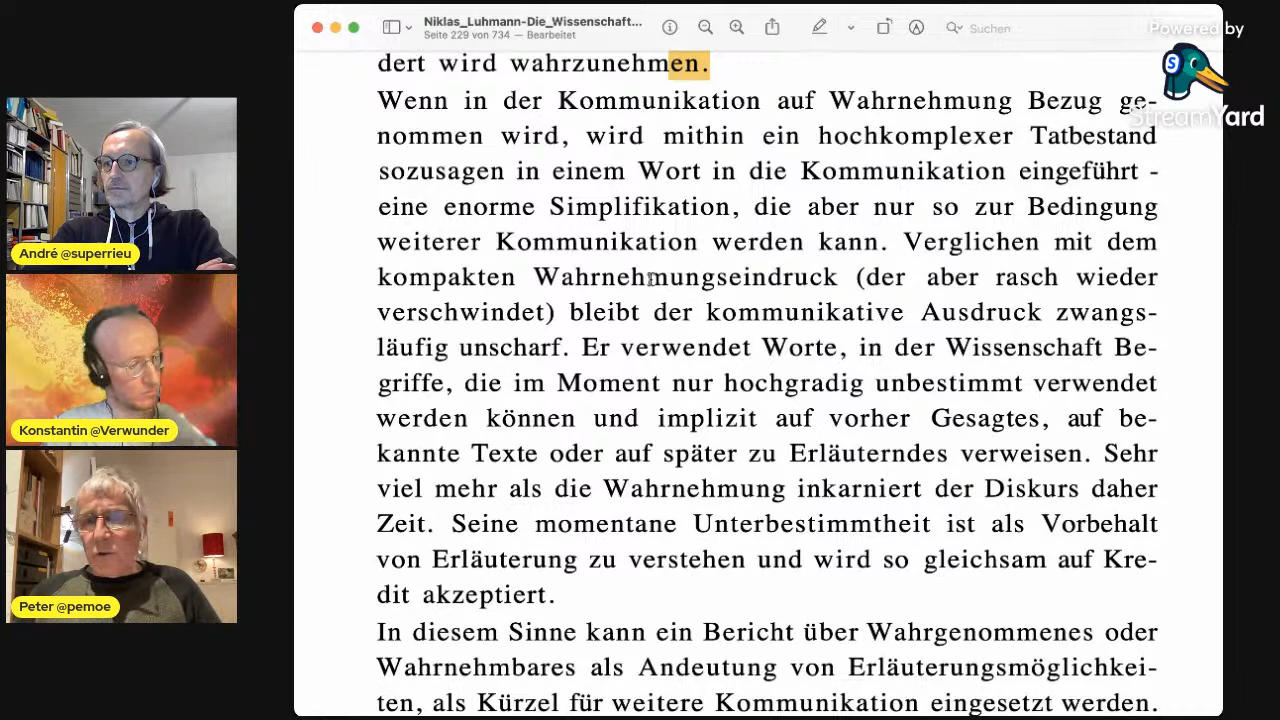 Niklas_Luhmann-Die_Wissenschaft...
Seite 229 von 734 — Bearbeitet
Suchen
Powered by
StreamYard
dert wird wahrzunehmen.
Wenn in der Kommunikation auf Wahrnehmung Bezug ge-
nommen wird, wird mithin ein hochkomplexer Tatbestand
sozusagen in einem Wort in die Kommunikation eingeführt -
eine enorme Simplifikation, die aber nur so zur Bedingung
weiterer Kommunikation werden kann. Verglichen mit dem
kompakten Wahrnehmungseindruck (der aber rasch wieder
verschwindet) bleibt der kommunikative Ausdruck zwangs-
läufig unscharf. Er verwendet Worte, in der Wissenschaft Be-
griffe, die im Moment nur hochgradig unbestimmt verwendet
werden können und implizit auf vorher Gesagtes, auf be-
kannte Texte oder auf später zu Erläuterndes verweisen. Sehr
viel mehr als die Wahrnehmung inkarniert der Diskurs daher
Zeit. Seine momentane Unterbestimmtheit ist als Vorbehalt
von Erläuterung zu verstehen und wird so gleichsam auf Kre-
dit akzeptiert.
In diesem Sinne kann ein Bericht über Wahrgenommenes oder
Wahrnehmbares als Andeutung von Erläuterungsmöglichkei-
ten, als Kürzel für weitere Kommunikation eingesetzt werden.
André @superrieu
Konstantin @Verwunder
Peter @pemoe